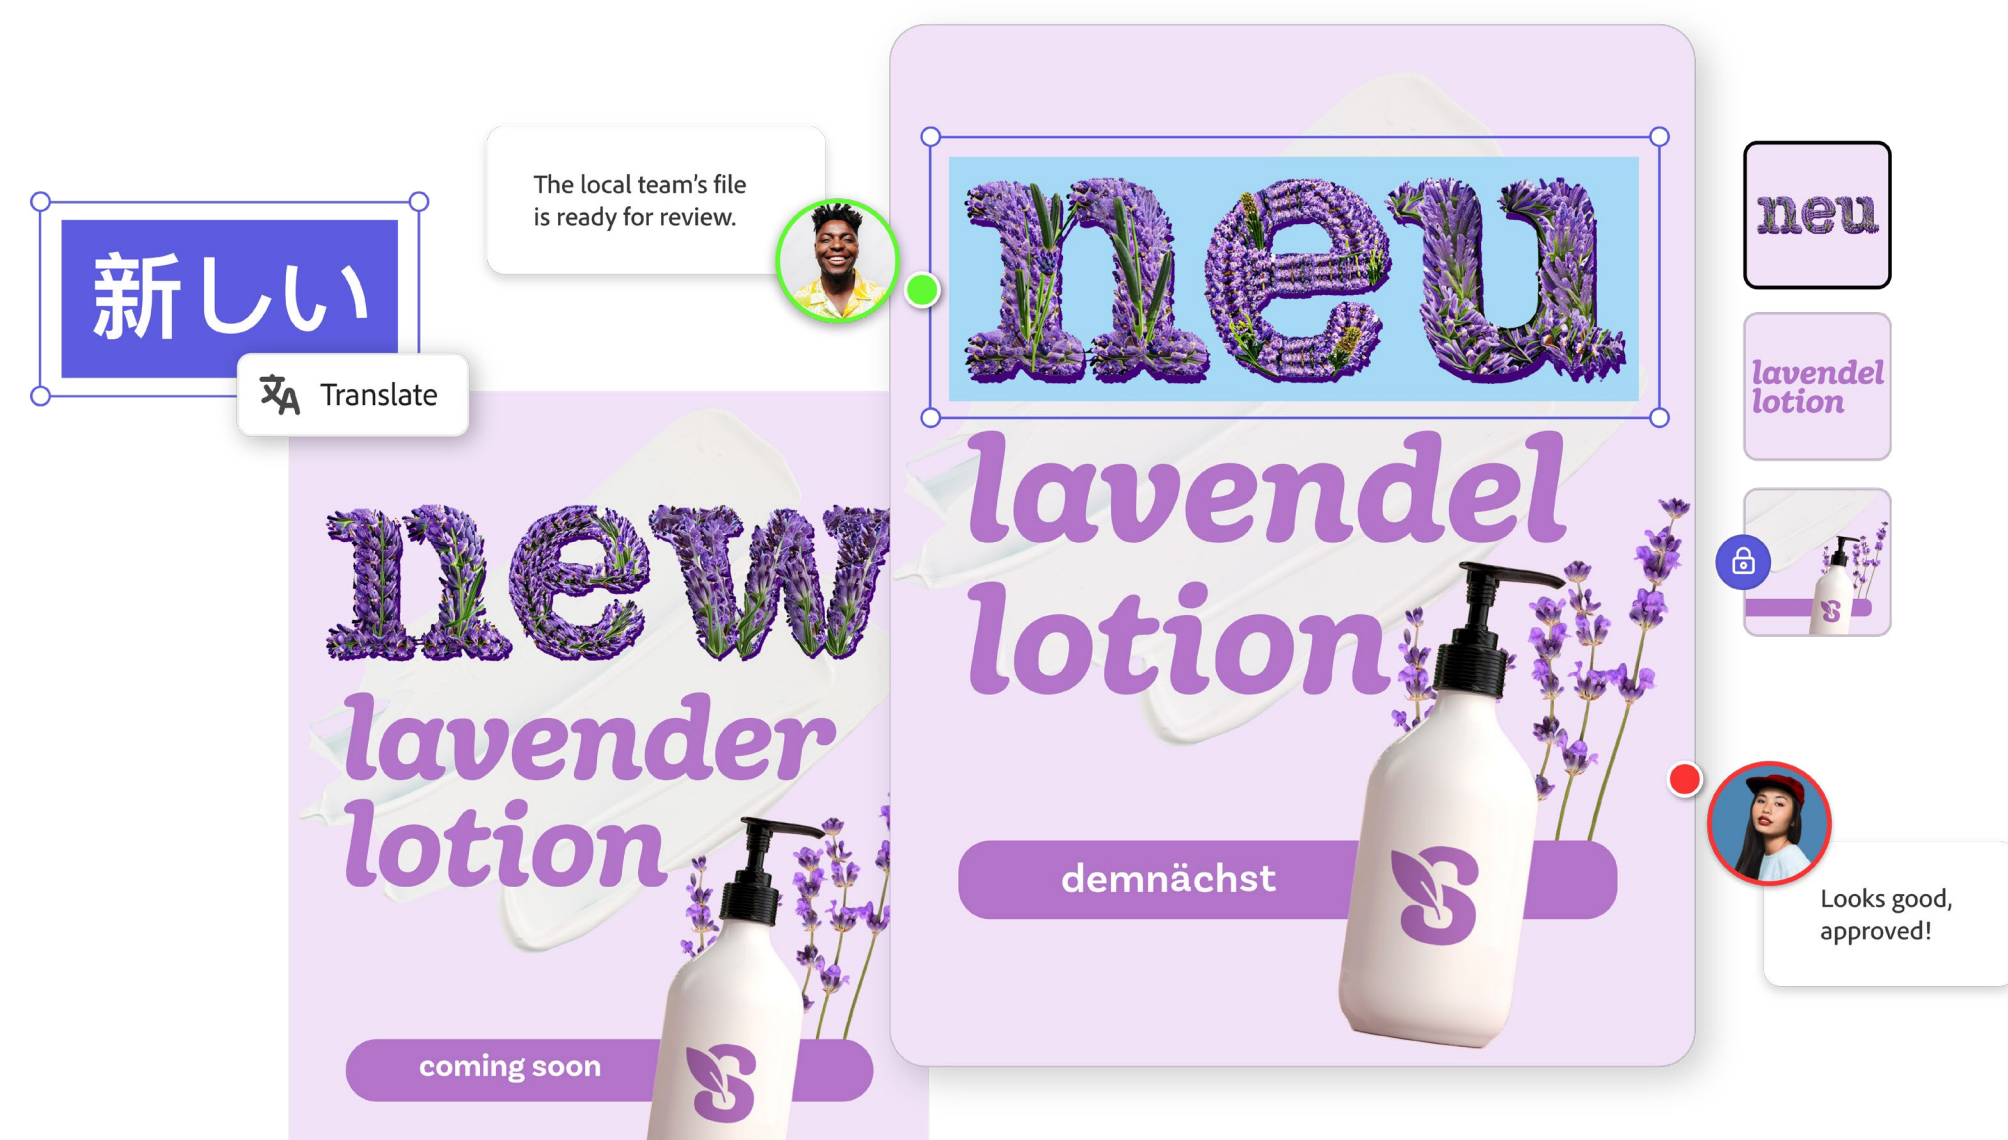 新しい
Translate
The local team's file
is ready for review.
new
lavender
lotion
coming soon
neu
lavendel
lotion
demnächst
neu
lavendel
lotion
Looks good,
approved!